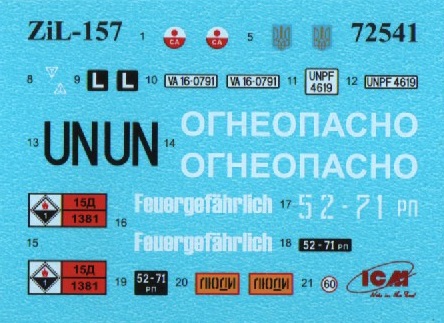 ZiL-157 1 CA CA 5 72541
8 9 L L 10 VA 16-0791 VA 16-0791 11 UNPF 4619 12 UNPF 4619
13 UN UN 14 ОГНЕОПАСНО
ОГНЕОПАСНО
15Д 1381 16 Feuergefährlich 17 52-71 РП
15 Feuergefährlich 18 52-71 РП
15Д 1381 19 52-71 РП 20 ЛЮДИ ЛЮДИ 21 60 ICM